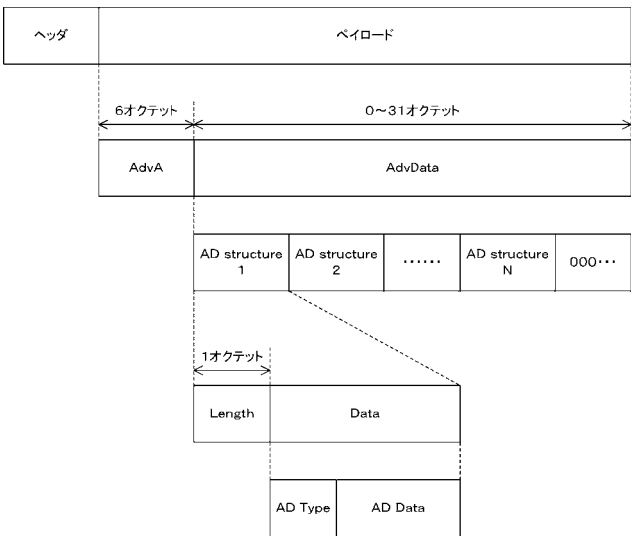 ヘッダ
ペイロード
6オクテット
0～31オクテット
AdvA
AdvData
AD structure
1
AD structure
2
‥‥‥
AD structure
N
000･･･
1オクテット
Length
Data
AD Type
AD Data